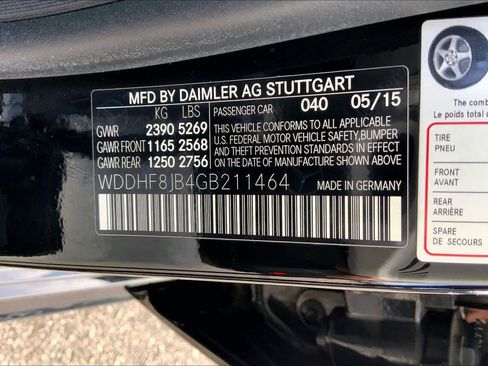 MFD BY DAIMLER AG STUTTGART
KG LBS PASSENGER CAR 040 05/15
GVWR 2390 5269
GAWR FRONT 1165 2568
GAWR REAR 1250 2756
THIS VEHICLE CONFORMS TO ALL APPLICABLE
U.S. FEDERAL MOTOR VEHICLE SAFETY, BUMPER
AND THEFT PREVENTION STANDARDS IN EFFECT
ON THE DATE OF MANUFACTURE SHOWN ABOVE.
WDDHF8JB4GB211464 MADE IN GERMANY
The combine
Le poids total d
TIRE
PNEU
FRONT
AVANT
REAR
ARRIÈRE
SPARE
DE SECOURS